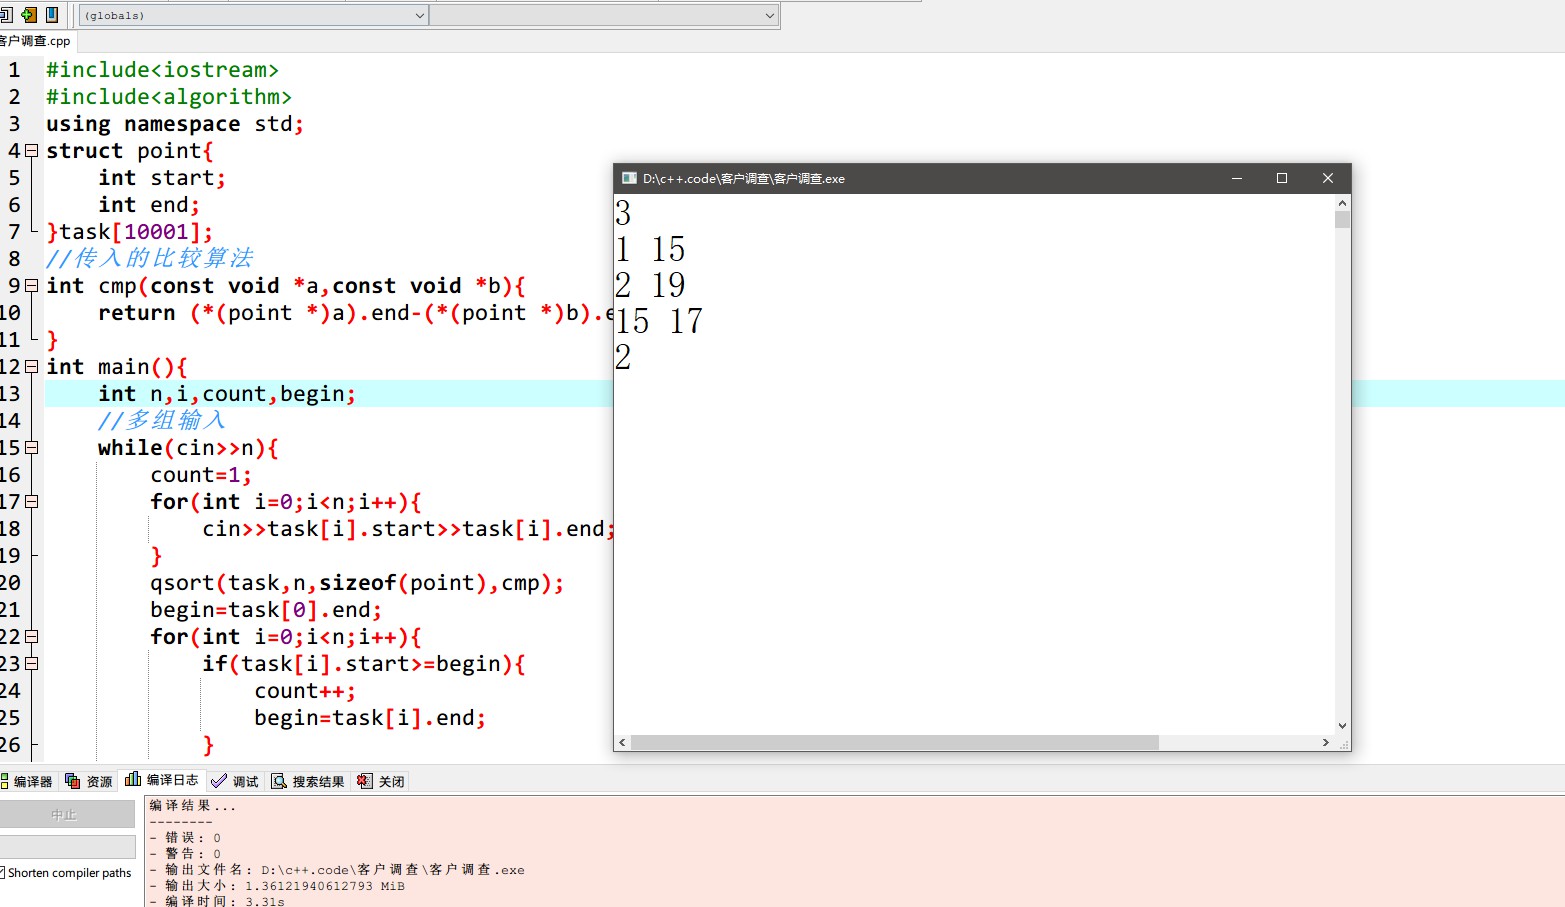 (globals)
客户调查.cpp
1 #include<iostream>
2 #include<algorithm>
3 using namespace std;
4 struct point{
5 int start;
6 int end;
7 }task[10001];
8 //传入的比较算法
9 int cmp(const void *a,const void *b){
10 return (*(point *)a).end-(*(point *)b).e
11 }
12 int main(){
13 int n,i,count,begin;
14 //多组输入
15 while(cin>>n){
16 count=1;
17 for(int i=0;i<n;i++){
18 cin>>task[i].start>>task[i].end;
19 }
20 qsort(task,n,sizeof(point),cmp);
21 begin=task[0].end;
22 for(int i=0;i<n;i++){
23 if(task[i].start>=begin){
24 count++;
25 begin=task[i].end;
26 }
D:\c++.code\客户调查\客户调查.exe
3
1 15
2 19
15 17
2
编译器 资源 编译日志 调试 搜索结果 关闭
中止
Shorten compiler paths
编译结果...
--------
- 错误: 0
- 警告: 0
- 输出文件名: D:\c++.code\客户调查\客户调查.exe
- 输出大小: 1.36121940612793 MiB
- 编译时间: 3.31s